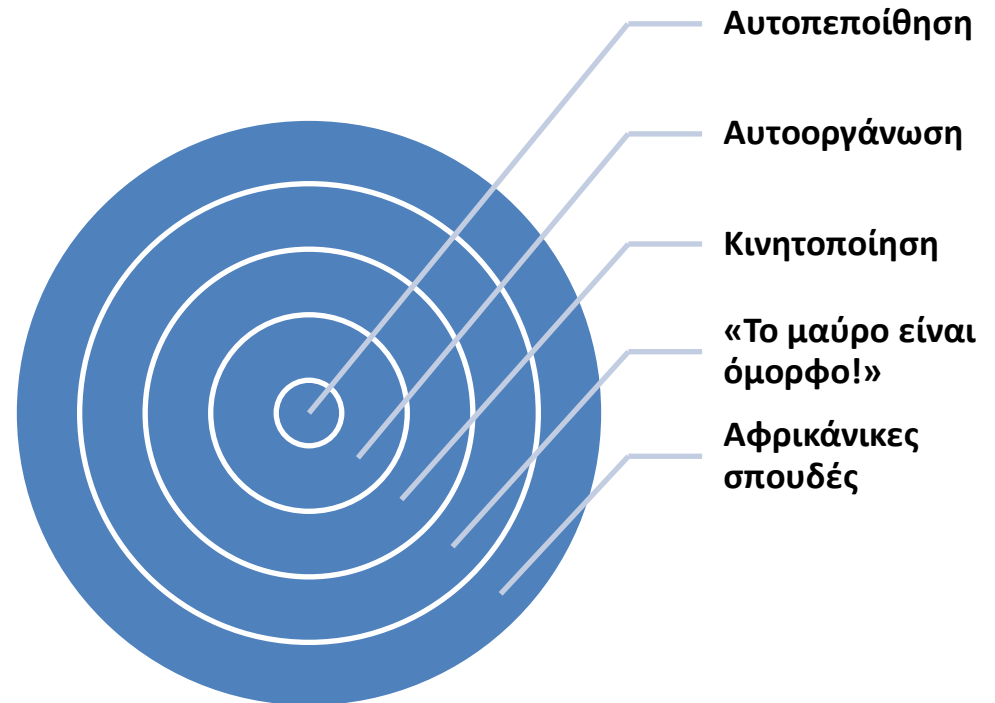 Αυτοπεποίθηση
Αυτοοργάνωση
Κινητοποίηση
«Το μαύρο είναι
όμορφο!»
Αφρικάνικες
σπουδές